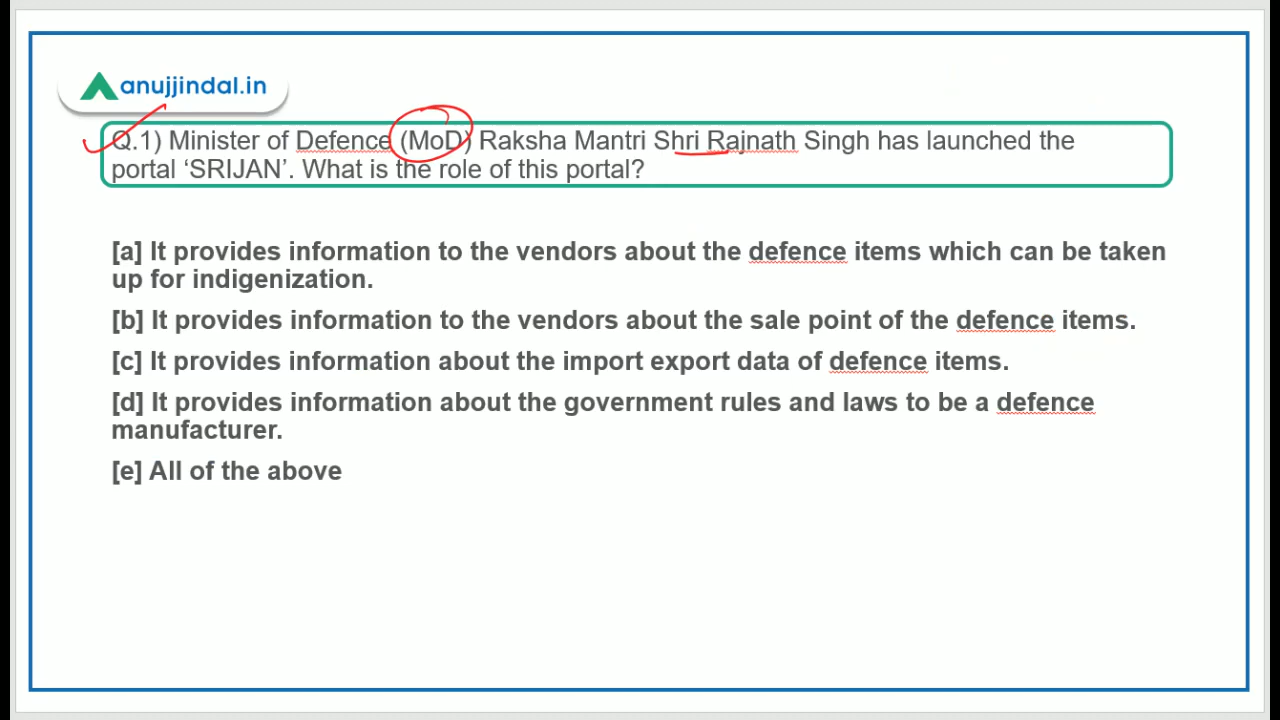 anujjindal.in
Q.1) Minister of Defence (MoD) Raksha Mantri Shri Rajnath Singh has launched the
portal ‘SRIJAN’. What is the role of this portal?
[a] It provides information to the vendors about the defence items which can be taken
up for indigenization.
[b] It provides information to the vendors about the sale point of the defence items.
[c] It provides information about the import export data of defence items.
[d] It provides information about the government rules and laws to be a defence
manufacturer.
[e] All of the above